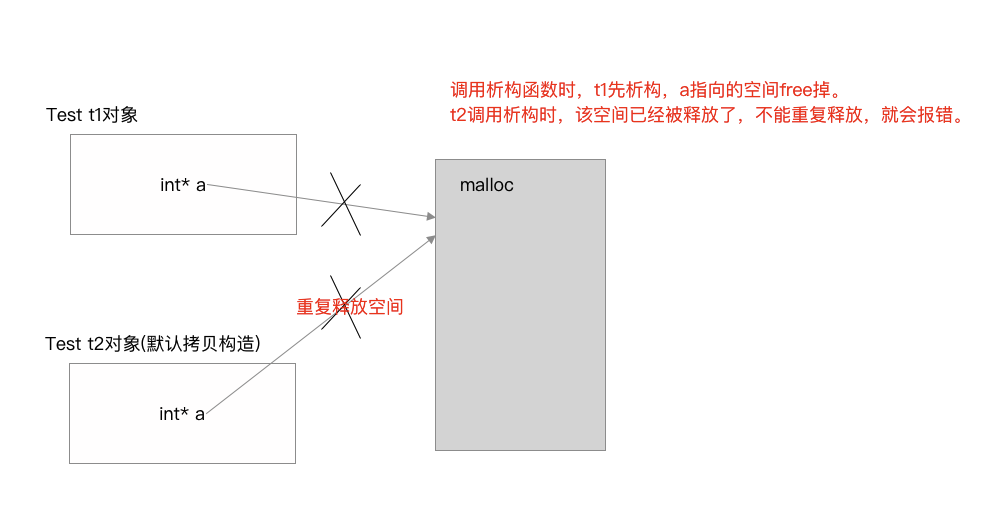 调用析构函数时，t1先析构，a指向的空间free掉。
t2调用析构时，该空间已经被释放了，不能重复释放，就会报错。
Test t1对象
int* a
malloc
重复释放空间
Test t2对象(默认拷贝构造)
int* a